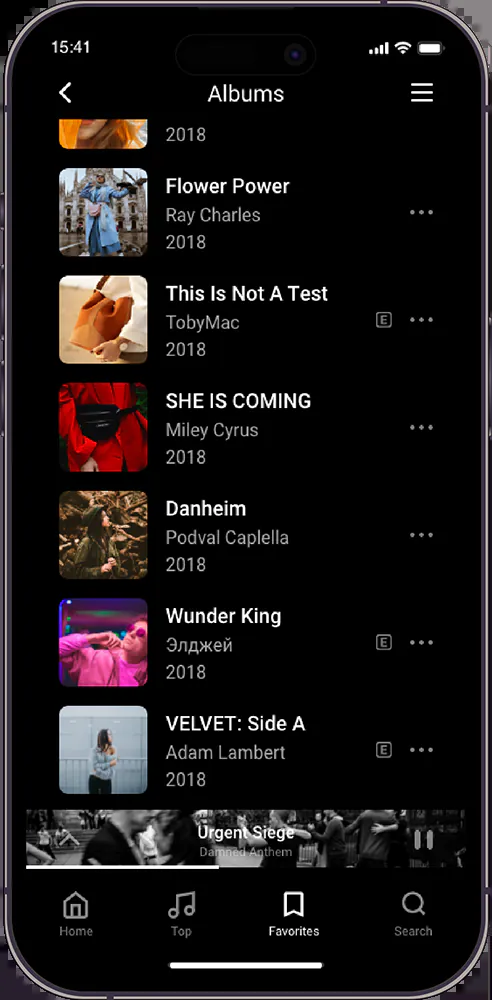 15:41
Albums
2018
Flower Power
Ray Charles
2018
This Is Not A Test
TobyMac
E
2018
SHE IS COMING
Miley Cyrus
2018
Danheim
Podval Caplella
2018
Wunder King
Элджей
E
2018
VELVET: Side A
Adam Lambert
E
2018
Urgent Siege
Damned Anthem
Home
Top
Favorites
Search